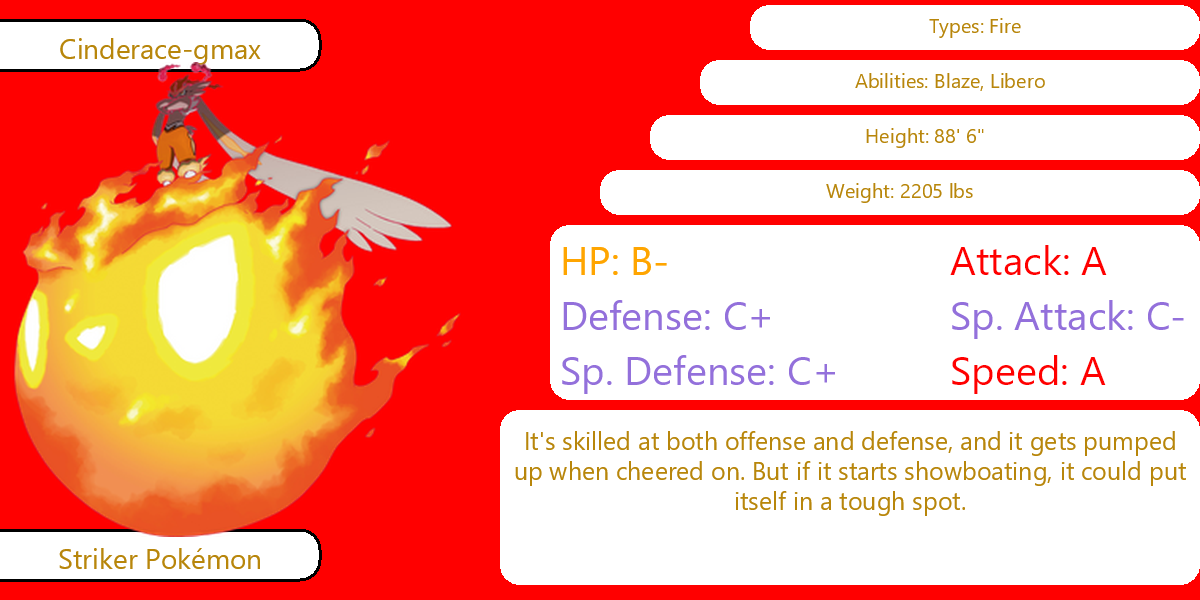 Cinderace-gmax
Types: Fire
Abilities: Blaze, Libero
Height: 88' 6"
Weight: 2205 lbs
HP: B-
Attack: A
Defense: C+
Sp. Attack: C-
Sp. Defense: C+
Speed: A
It's skilled at both offense and defense, and it gets pumped
up when cheered on. But if it starts showboating, it could put
itself in a tough spot.
Striker Pokémon